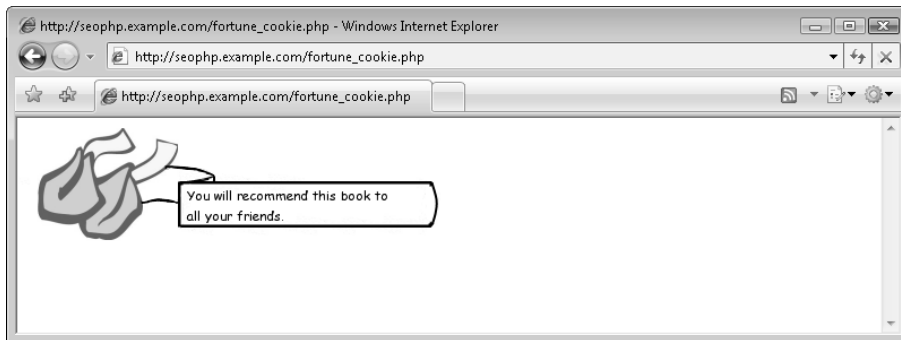 http://seophp.example.com/fortune_cookie.php - Windows Internet Explorer
http://seophp.example.com/fortune_cookie.php
http://seophp.example.com/fortune_cookie.php
You will recommend this book to
all your friends.